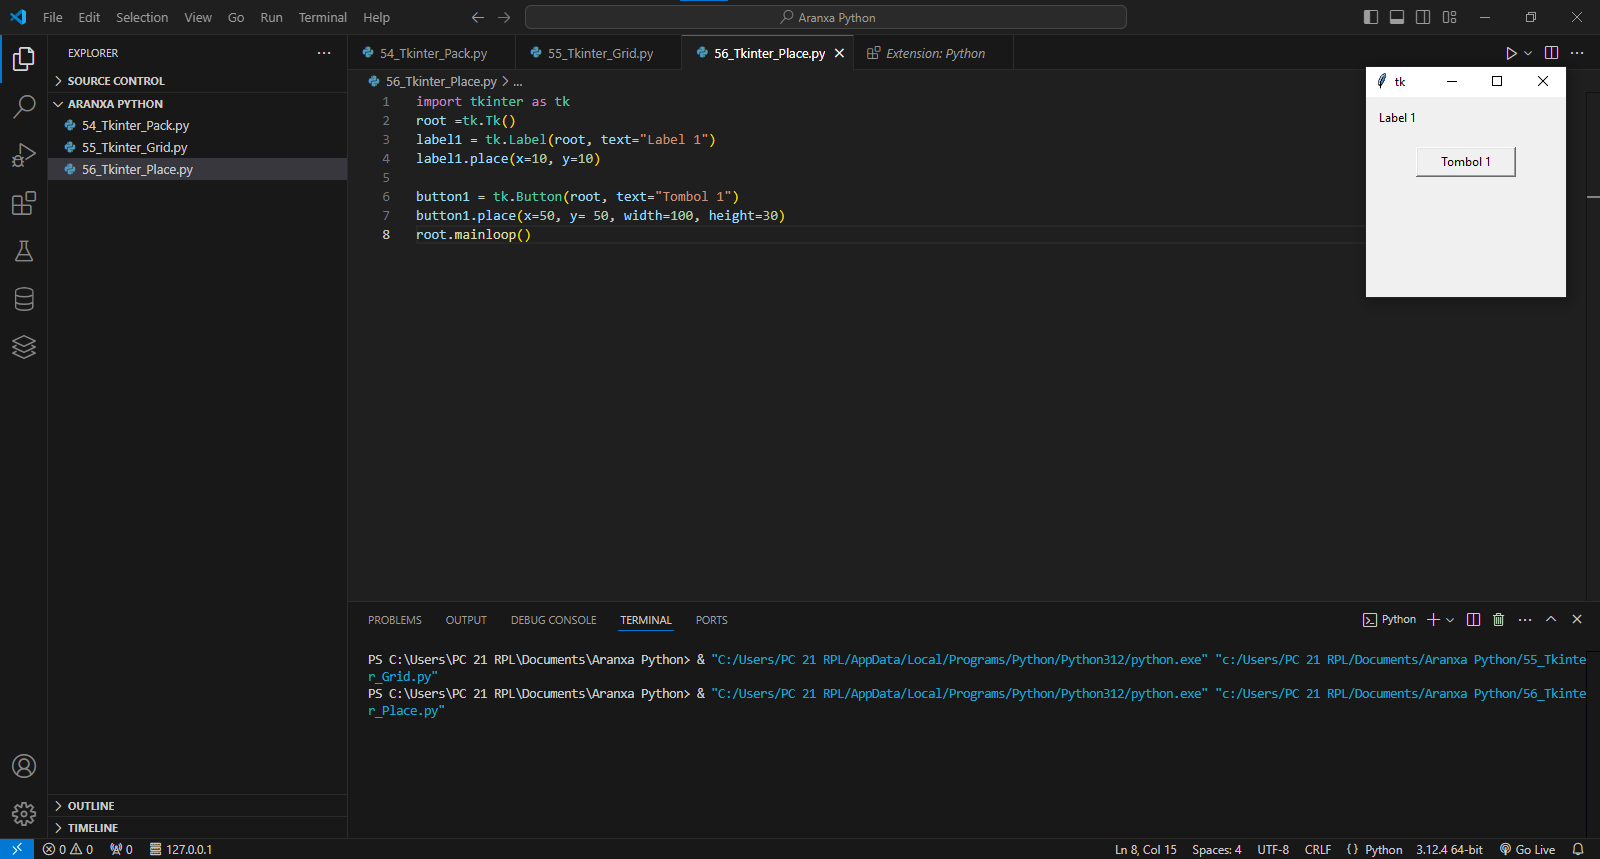 File Edit Selection View Go Run Terminal Help
Aranxa Python
EXPLORER
SOURCE CONTROL
ARANXA PYTHON
54_Tkinter_Pack.py
55_Tkinter_Grid.py
56_Tkinter_Place.py
OUTLINE
TIMELINE
54_Tkinter_Pack.py 55_Tkinter_Grid.py 56_Tkinter_Place.py Extension: Python
56_Tkinter_Place.py > ...
1 import tkinter as tk
2 root =tk.Tk()
3 label1 = tk.Label(root, text="Label 1")
4 label1.place(x=10, y=10)
5
6 button1 = tk.Button(root, text="Tombol 1")
7 button1.place(x=50, y= 50, width=100, height=30)
8 root.mainloop()
tk
Label 1
Tombol 1
PROBLEMS OUTPUT DEBUG CONSOLE TERMINAL PORTS
Python
PS C:\Users\PC 21 RPL\Documents\Aranxa Python> & "C:/Users/PC 21 RPL/AppData/Local/Programs/Python/Python312/python.exe" "c:/Users/PC 21 RPL/Documents/Aranxa Python/55_Tkinte
r_Grid.py"
PS C:\Users\PC 21 RPL\Documents\Aranxa Python> & "C:/Users/PC 21 RPL/AppData/Local/Programs/Python/Python312/python.exe" "c:/Users/PC 21 RPL/Documents/Aranxa Python/56_Tkinte
r_Place.py"
0 0 0 127.0.0.1 Ln 8, Col 15 Spaces: 4 UTF-8 CRLF {} Python 3.12.4 64-bit Go Live